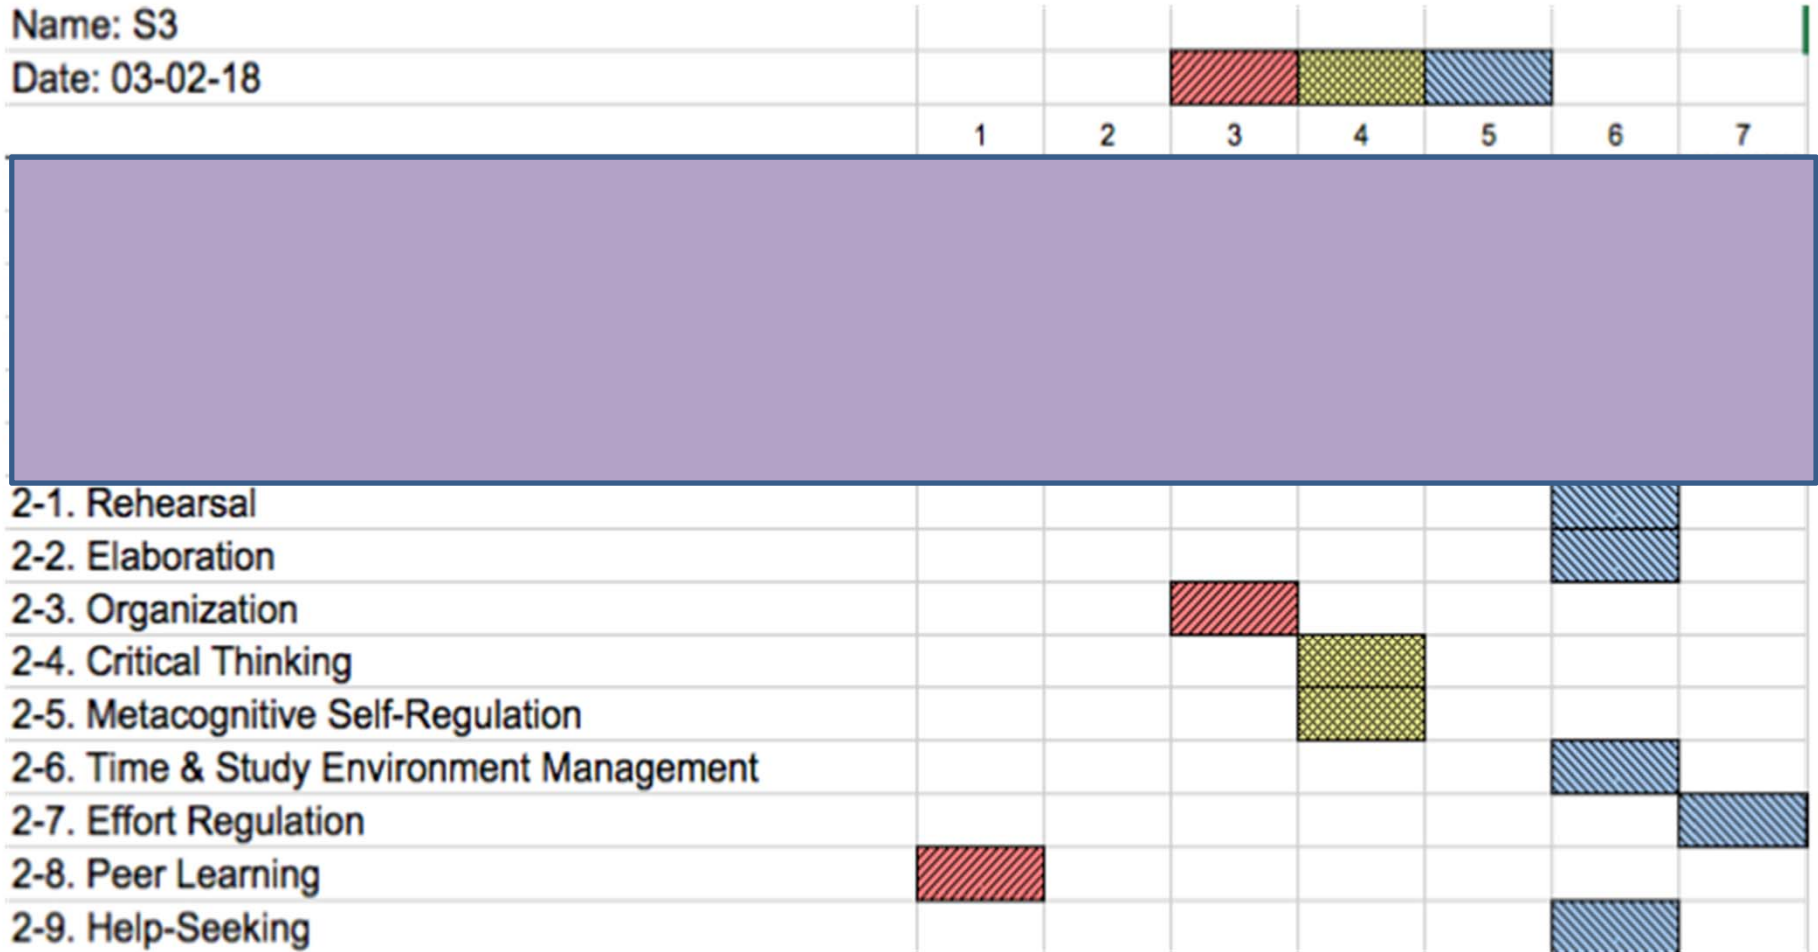 Name: S3
Date: 03-02-18
1 2 3 4 5 6 7
2-1. Rehearsal
2-2. Elaboration
2-3. Organization
2-4. Critical Thinking
2-5. Metacognitive Self-Regulation
2-6. Time & Study Environment Management
2-7. Effort Regulation
2-8. Peer Learning
2-9. Help-Seeking